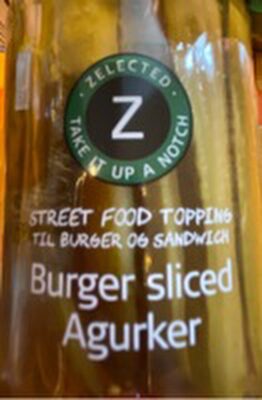 ZELECTED
Z
TAKE IT UP A NOTCH
STREET FOOD TOPPING
TIL BURGER OG SANDWICH
Burger sliced
Agurker